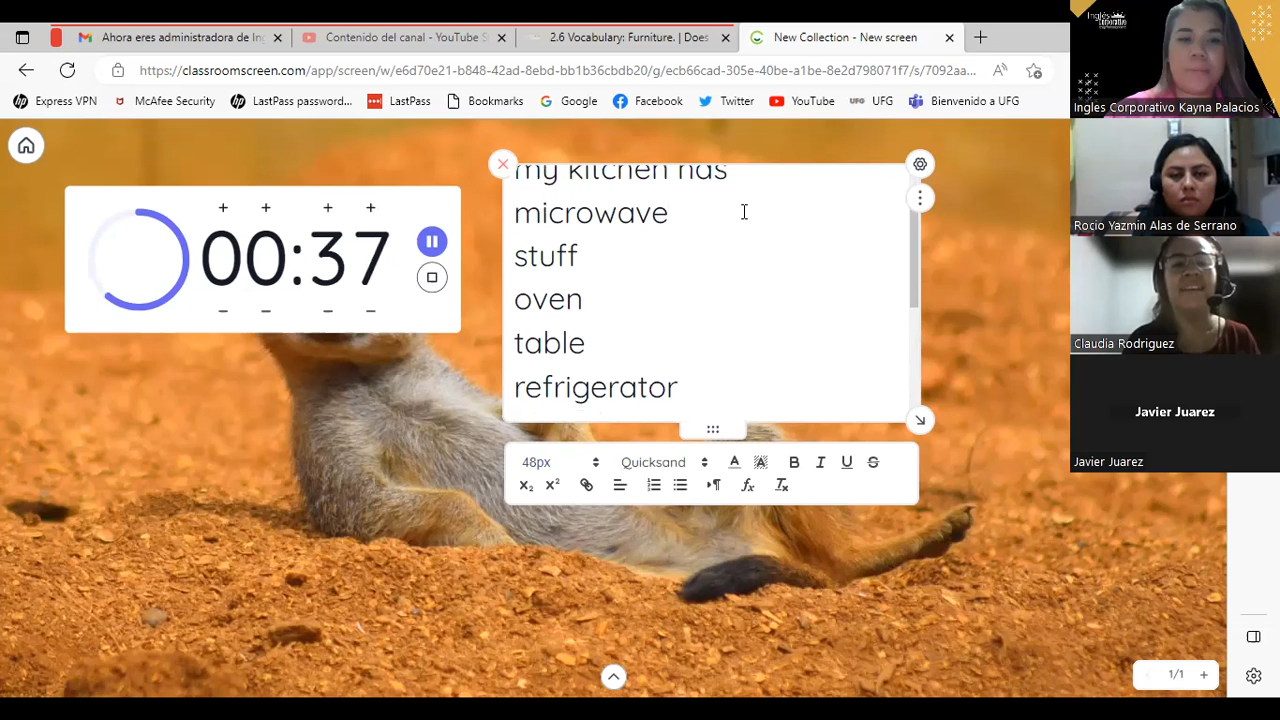 Ahora eres administradora de In
Contenido del canal - YouTube S
2.6 Vocabulary: Furniture. | Does
New Collection - New screen
https://classroomscreen.com/app/screen/w/e6d70e21-b848-42ad-8ebd-bb1b36cbdb20/g/ecb66cad-305e-40be-a1be-8e2d798071f7/s/7092aa...
Express VPN
McAfee Security
LastPass password...
LastPass
Bookmarks
Google
Facebook
Twitter
YouTube
UFG
Bienvenido a UFG
00:37
my kitchen has
microwave
stuff
oven
table
refrigerator
48px
Quicksand
1/1
Inglés
Corporativo
Ingles Corporativo Kayna Palacios
Rocio Yazmin Alas de Serrano
Claudia Rodriguez
Javier Juarez
Javier Juarez